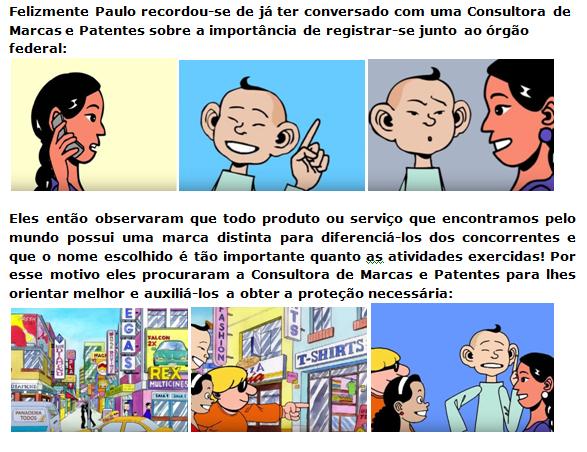 Felizmente Paulo recordou-se de já ter conversado com uma Consultora de
Marcas e Patentes sobre a importância de registrar-se junto ao órgão
federal:
Eles então observaram que todo produto ou serviço que encontramos pelo
mundo possui uma marca distinta para diferenciá-los dos concorrentes e
que o nome escolhido é tão importante quanto as atividades exercidas! Por
esse motivo eles procuraram a Consultora de Marcas e Patentes para lhes
orientar melhor e auxiliá-los a obter a proteção necessária:
EGAS
FALCON
2X
REX
MULTICINES
SALA 1
PANADERIA
TODOS
FASHION
T-SHIRTS